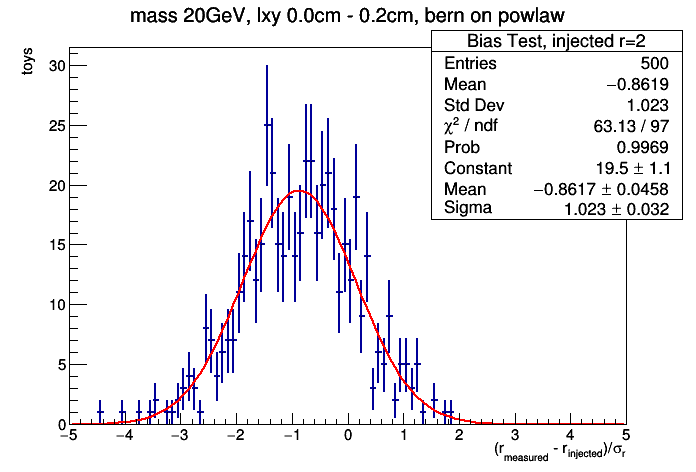 mass 20GeV, lxy 0.0cm - 0.2cm, bern on powlaw
toys
Bias Test, injected r=2
Entries 500
Mean −0.8619
Std Dev 1.023
χ² / ndf 63.13 / 97
Prob 0.9969
Constant 19.5 ± 1.1
Mean −0.8617 ± 0.0458
Sigma 1.023 ± 0.032
30
25
20
15
10
5
0
−5 −4 −3 −2 −1 0 1 2 3 4 5
(r_measured - r_injected)/σ_r